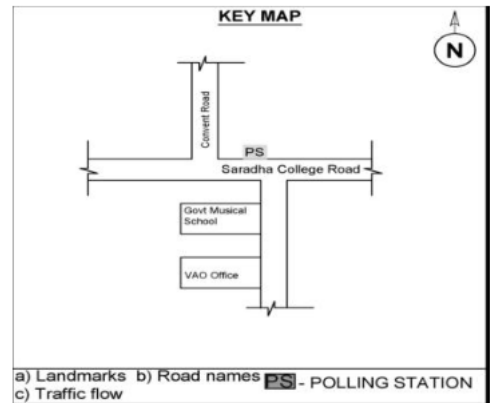 KEY MAP
N
Convent Road
PS
Saradha College Road
Govt Musical
School
VAO Office
a) Landmarks b) Road names PS - POLLING STATION
c) Traffic flow